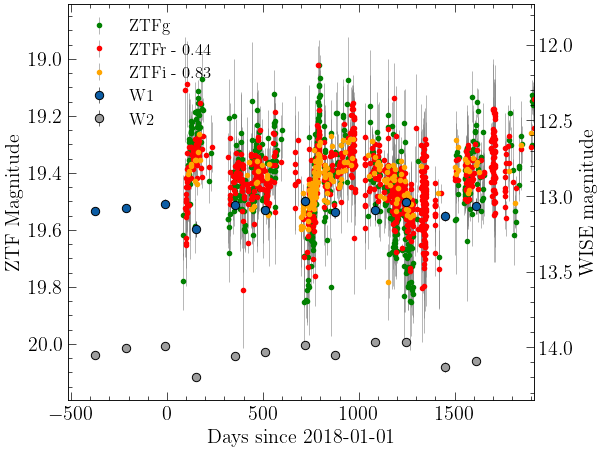 ZTFg
ZTFr - 0.44
ZTFi - 0.83
W1
W2
19.0
19.2
19.4
19.6
19.8
20.0
ZTF Magnitude
12.0
12.5
13.0
13.5
14.0
WISE magnitude
−500
0
500
1000
1500
Days since 2018-01-01